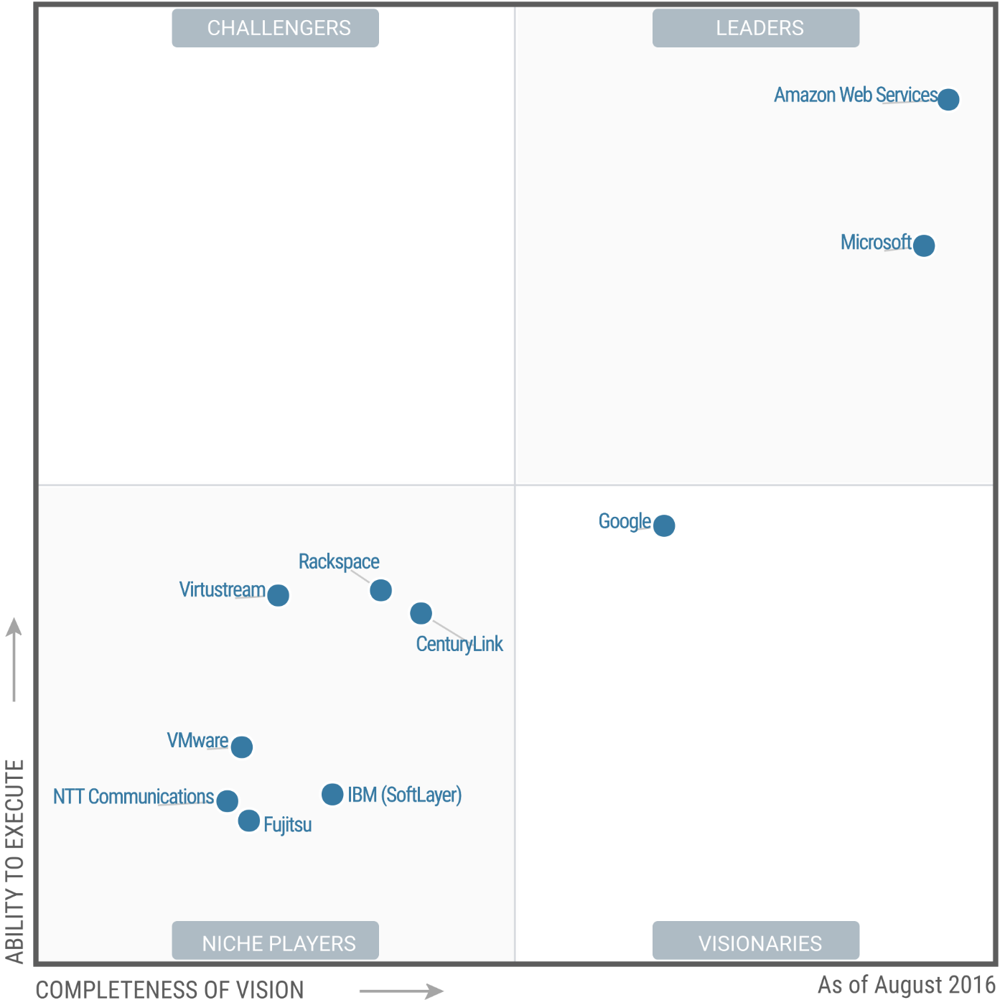 CHALLENGERS
LEADERS
Amazon Web Services
Microsoft
Google
Rackspace
Virtustream
CenturyLink
VMware
NTT Communications
IBM (SoftLayer)
Fujitsu
NICHE PLAYERS
VISIONARIES
ABILITY TO EXECUTE
COMPLETENESS OF VISION
As of August 2016